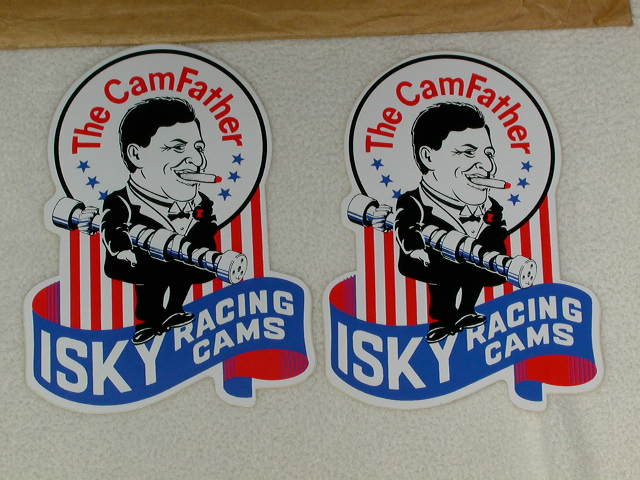 The CamFather
ISKY RACING CAMS
The CamFather
ISKY RACING CAMS